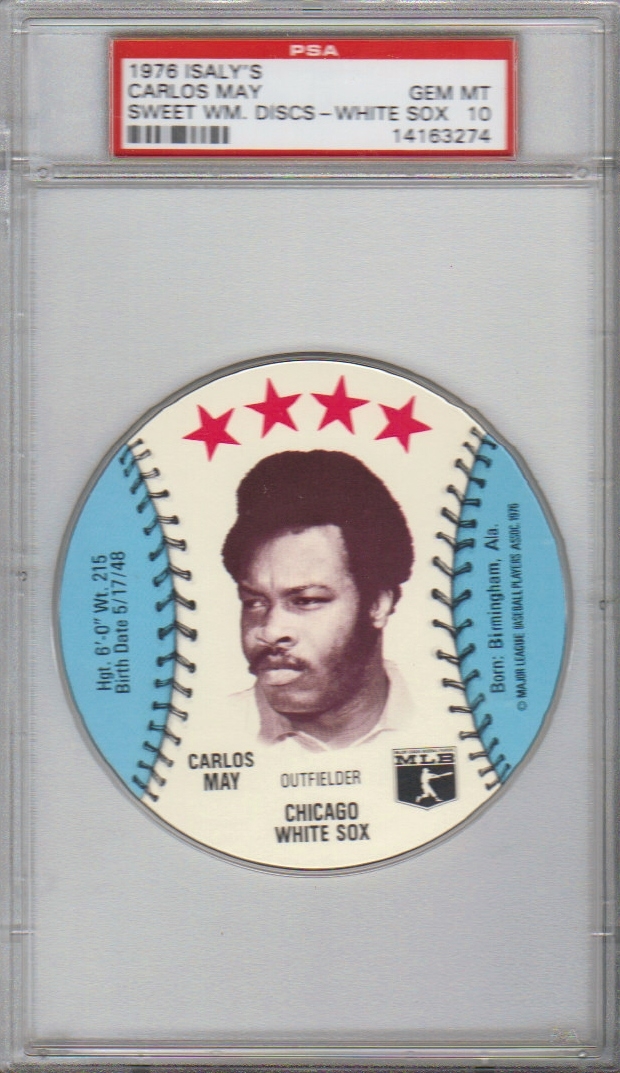 PSA
1976 ISALY'S
CARLOS MAY GEM MT
SWEET WM. DISCS-WHITE SOX 10
14163274
Hgt. 6'-0" Wt. 215
Birth Date 5/17/48
Born: Birmingham, Ala.
© MAJOR LEAGUE BASEBALL PLAYERS ASSOC. 1976
CARLOS
MAY
OUTFIELDER
MLB
CHICAGO
WHITE SOX